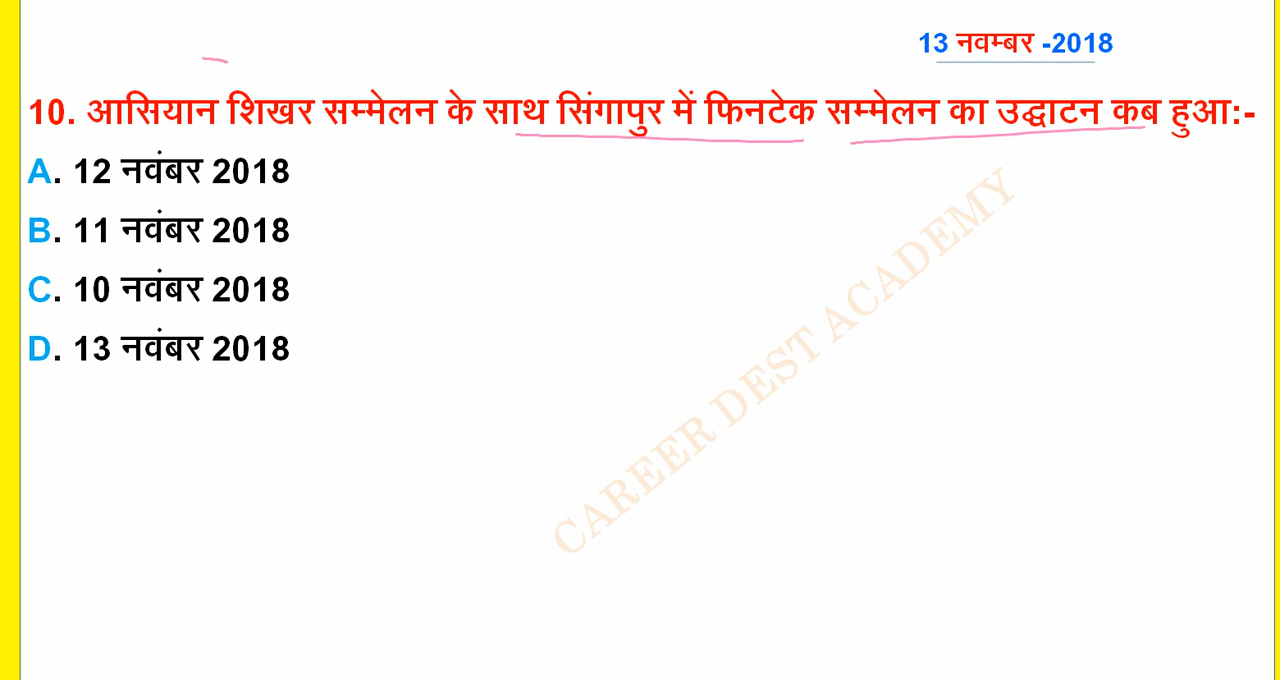 13 नवम्बर -2018
10. आसियान शिखर सम्मेलन के साथ सिंगापुर में फिनटेक सम्मेलन का उद्घाटन कब हुआ:-
A. 12 नवंबर 2018
B. 11 नवंबर 2018
C. 10 नवंबर 2018
D. 13 नवंबर 2018
CAREER DEST ACADEMY